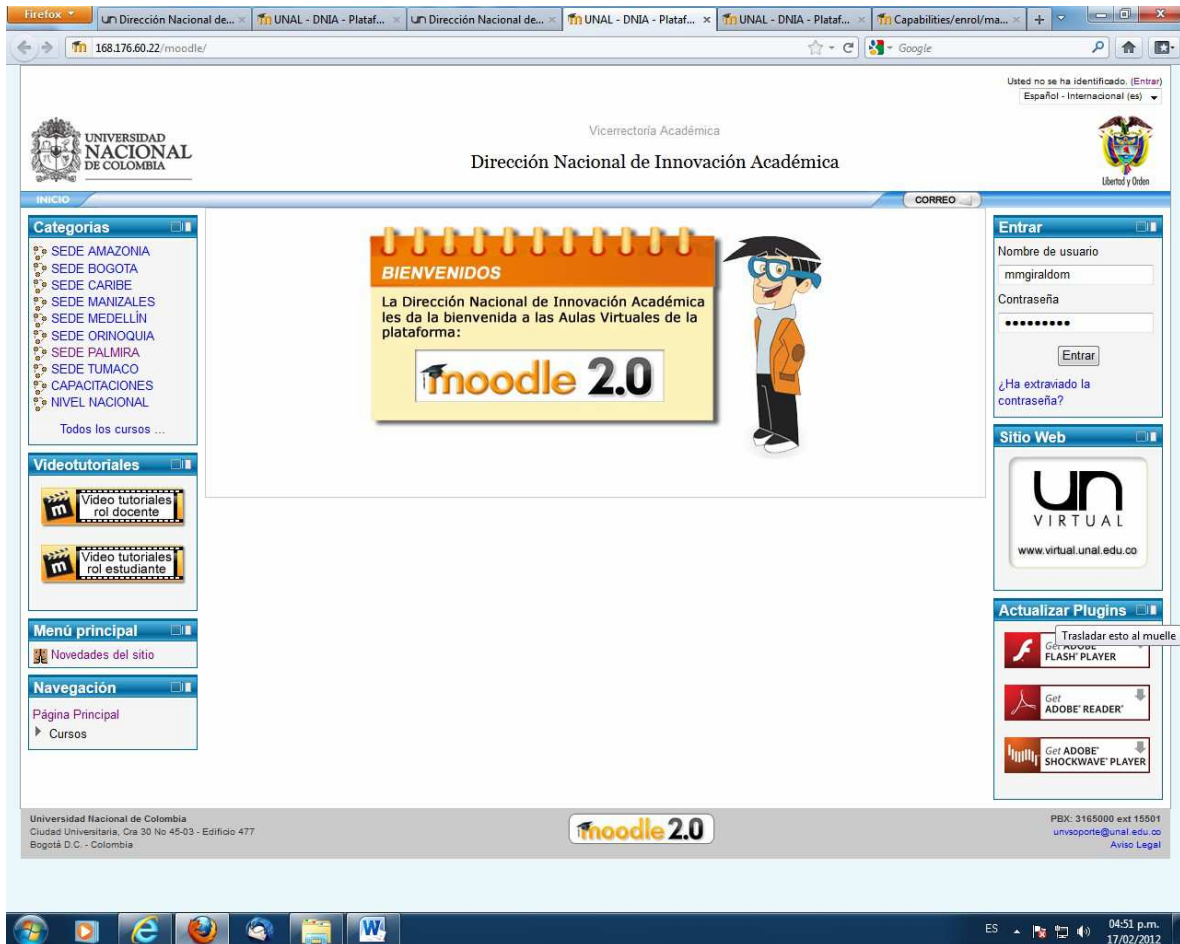 Firefox
Dirección Nacional de...
UNAL - DNIA - Plataf...
Dirección Nacional de...
UNAL - DNIA - Plataf...
UNAL - DNIA - Plataf...
Capabilities/enrol/ma...
168.176.60.22/moodle/
Google
Usted no se ha identificado. (Entrar)
Español - Internacional (es)
UNIVERSIDAD
NACIONAL
DE COLOMBIA
Vicerrectoría Académica
Dirección Nacional de Innovación Académica
Libertad y Orden
INICIO
CORREO
Categorías
SEDE AMAZONIA
SEDE BOGOTA
SEDE CARIBE
SEDE MANIZALES
SEDE MEDELLÍN
SEDE ORINOQUIA
SEDE PALMIRA
SEDE TUMACO
CAPACITACIONES
NIVEL NACIONAL
Todos los cursos ...
Videotutoriales
Video tutoriales
rol docente
Video tutoriales
rol estudiante
Menú principal
Novedades del sitio
Navegación
Página Principal
Cursos
BIENVENIDOS
La Dirección Nacional de Innovación Académica
les da la bienvenida a las Aulas Virtuales de la
plataforma:
moodle 2.0
Entrar
Nombre de usuario
mmgiraldom
Contraseña
•••••••••
Entrar
¿Ha extraviado la
contraseña?
Sitio Web
un
VIRTUAL
www.virtual.unal.edu.co
Actualizar Plugins
Trasladar esto al muelle
Get ADOBE
FLASH PLAYER
Get
ADOBE READER
Get ADOBE
SHOCKWAVE PLAYER
Universidad Nacional de Colombia
Ciudad Universitaria, Cra 30 No 45-03 - Edificio 477
Bogotá D.C. - Colombia
moodle 2.0
PBX: 3165000 ext 15501
unvsoporte@unal.edu.co
Aviso Legal
ES
04:51 p.m.
17/02/2012